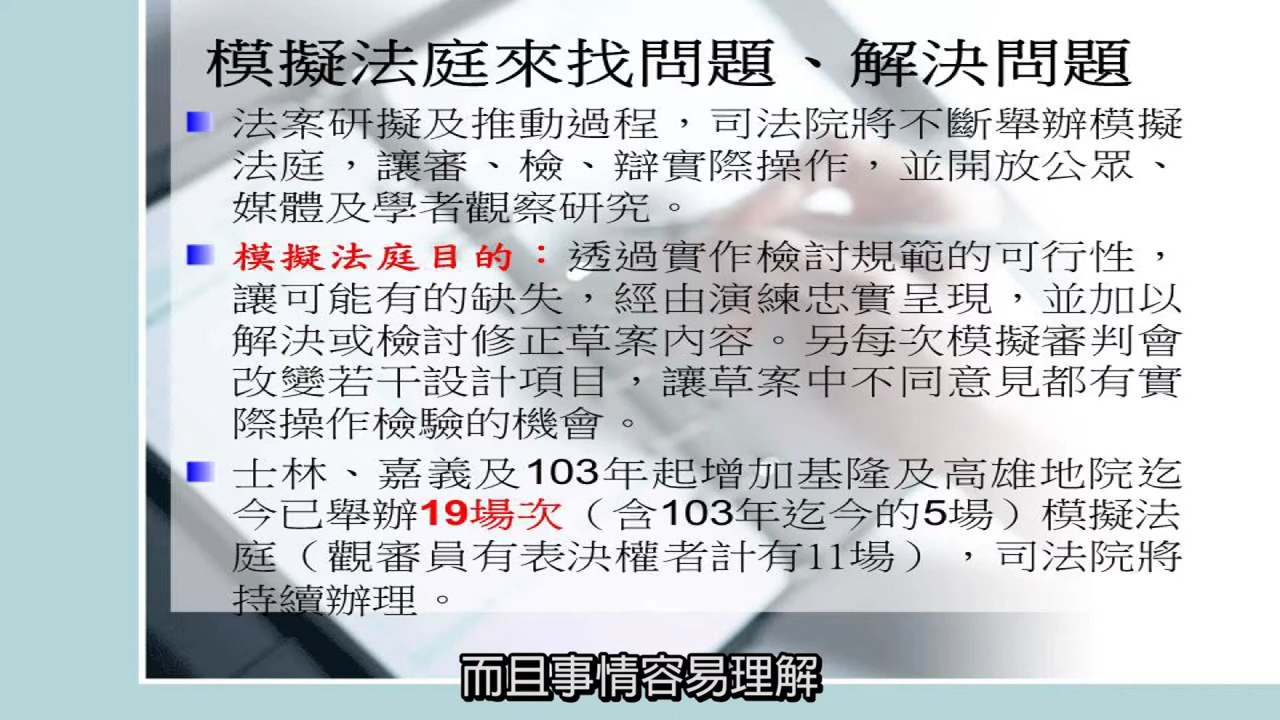 模擬法庭來找問題、解決問題
法案研擬及推動過程，司法院將不斷舉辦模擬
法庭，讓審、檢、辯實際操作，並開放公眾、
媒體及學者觀察研究。
模擬法庭目的：透過實作檢討規範的可行性，
讓可能有的缺失，經由演練忠實呈現，並加以
解決或檢討修正草案內容。另每次模擬審判會
改變若干設計項目，讓草案中不同意見都有實
際操作檢驗的機會。
士林、嘉義及103年起增加基隆及高雄地院迄
今已舉辦19場次（含103年迄今的5場）模擬法
庭（觀審員有表決權者計有11場），司法院將
持續辦理。
而且事情容易理解